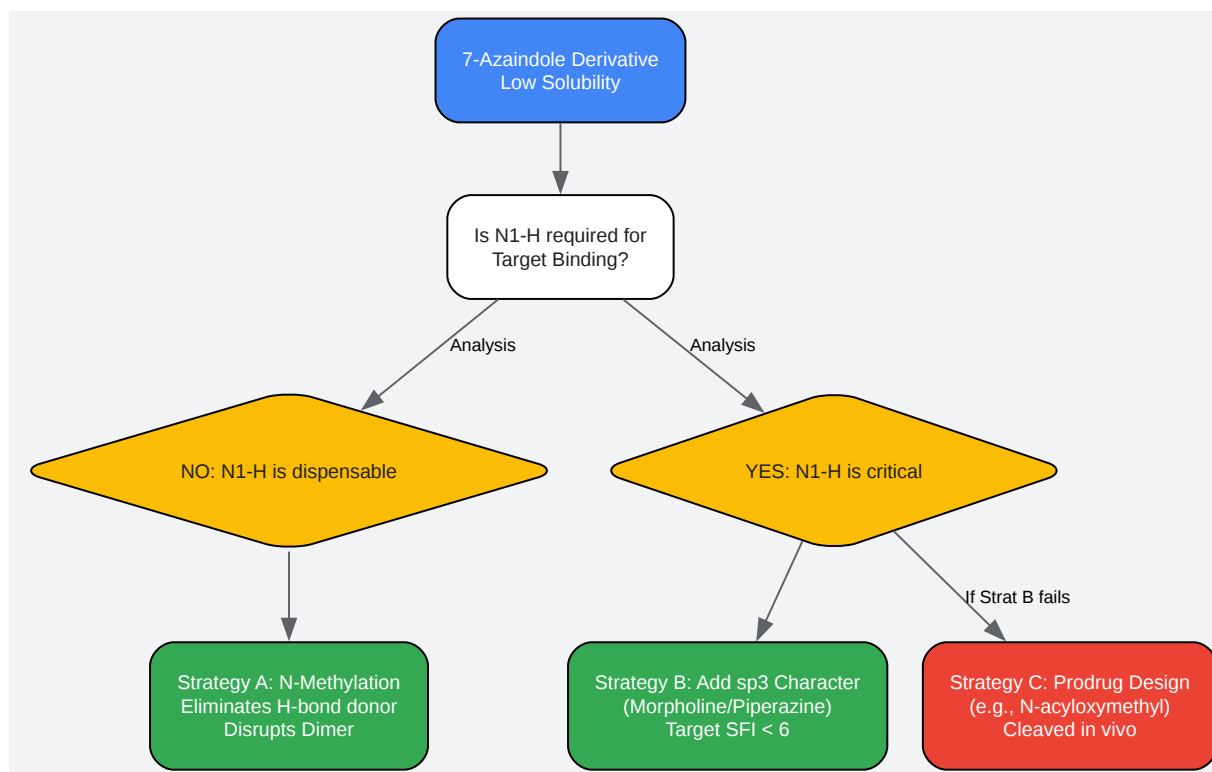 7-Azaindole Derivative
Low Solubility
Is N1-H required for
Target Binding?
Analysis
Analysis
NO: N1-H is dispensable
YES: N1-H is critical
If Strat B fails
Strategy A: N-Methylation
Eliminates H-bond donor
Disrupts Dimer
Strategy B: Add sp3 Character
(Morpholine/Piperazine)
Target SFI < 6
Strategy C: Prodrug Design
(e.g., N-acyloxymethyl)
Cleaved in vivo